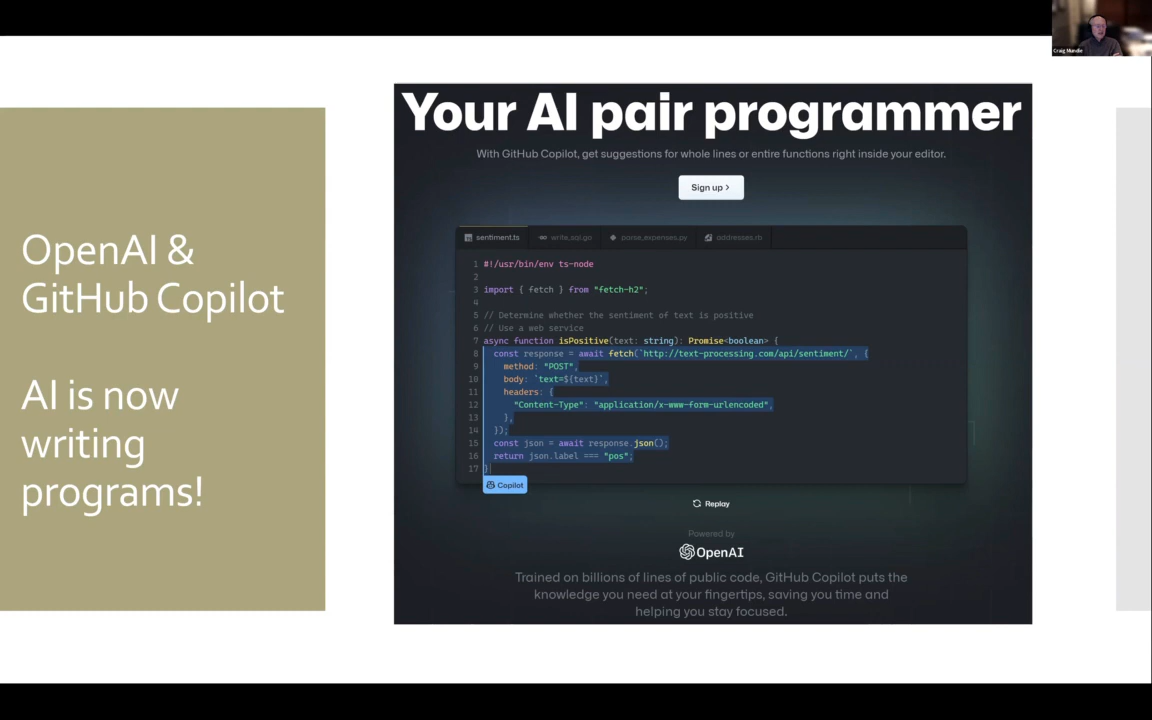 Craig Mundie
OpenAI &
GitHub Copilot
AI is now
writing
programs!
Your AI pair programmer
With GitHub Copilot, get suggestions for whole lines or entire functions right inside your editor.
Sign up >
sentiment.ts write_sql.go parse_expenses.py addresses.rb
1 #!/usr/bin/env ts-node
2
3 import { fetch } from "fetch-h2";
4
5 // Determine whether the sentiment of text is positive
6 // Use a web service
7 async function isPositive(text: string): Promise<boolean> {
8 const response = await fetch(`http://text-processing.com/api/sentiment/`, {
9 method: "POST",
10 body: `text=${text}`,
11 headers: {
12 "Content-Type": "application/x-www-form-urlencoded",
13 },
14 });
15 const json = await response.json();
16 return json.label === "pos";
17 }
Copilot
Replay
Powered by
OpenAI
Trained on billions of lines of public code, GitHub Copilot puts the
knowledge you need at your fingertips, saving you time and
helping you stay focused.